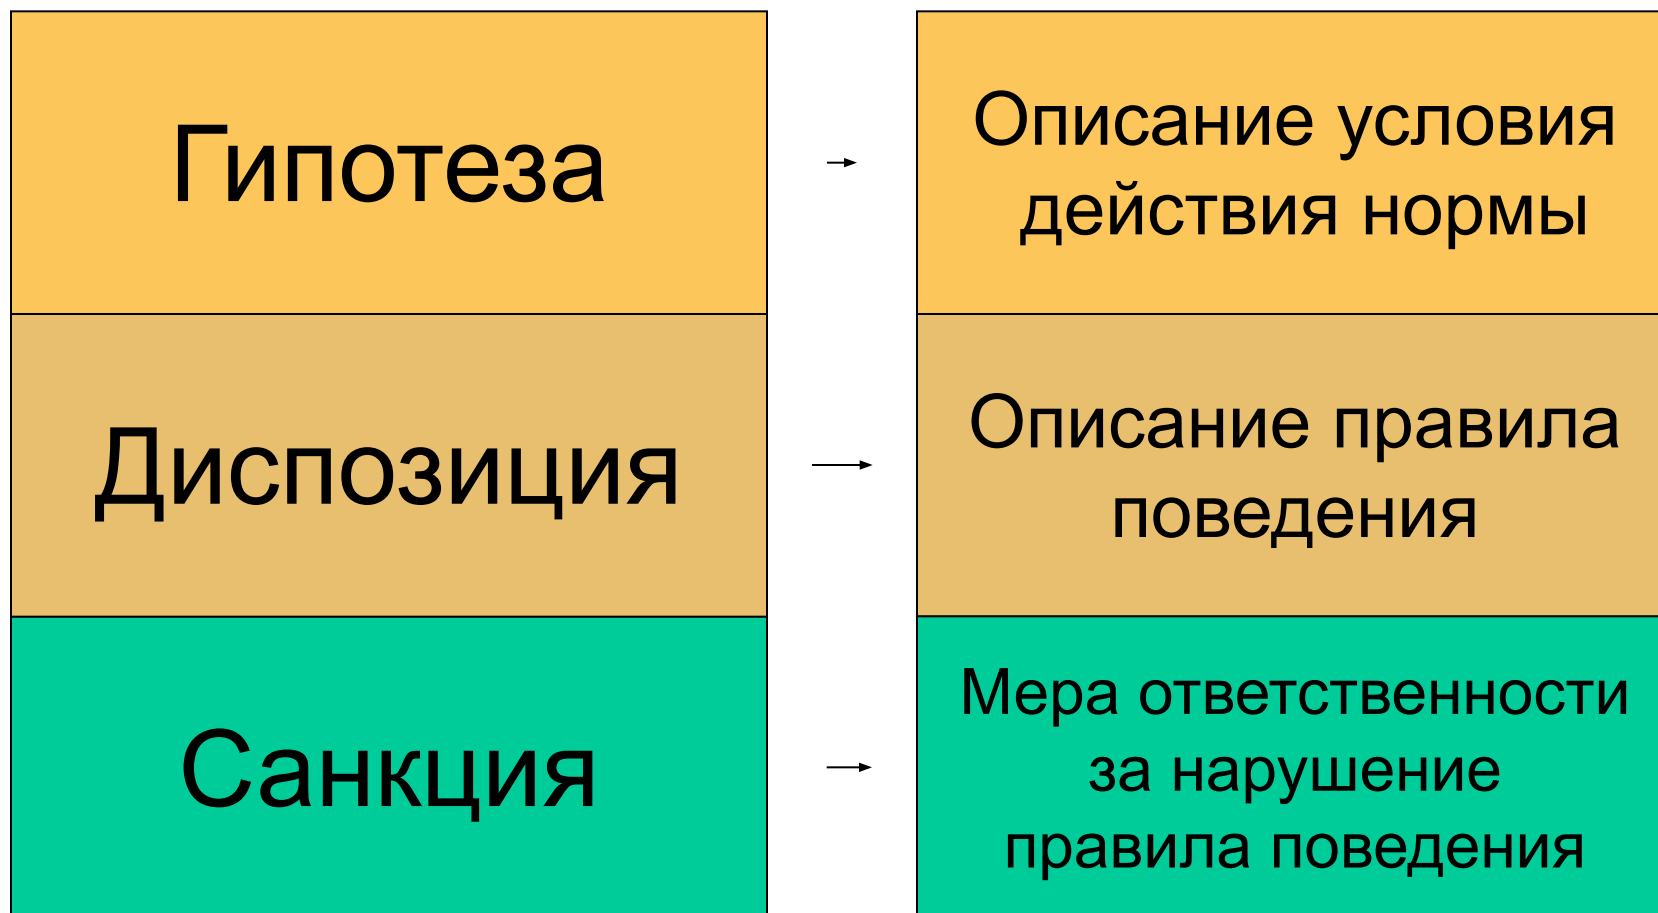 Гипотеза
Описание условия
действия нормы
Диспозиция
Описание правила
поведения
Санкция
Мера ответственности
за нарушение
правила поведения